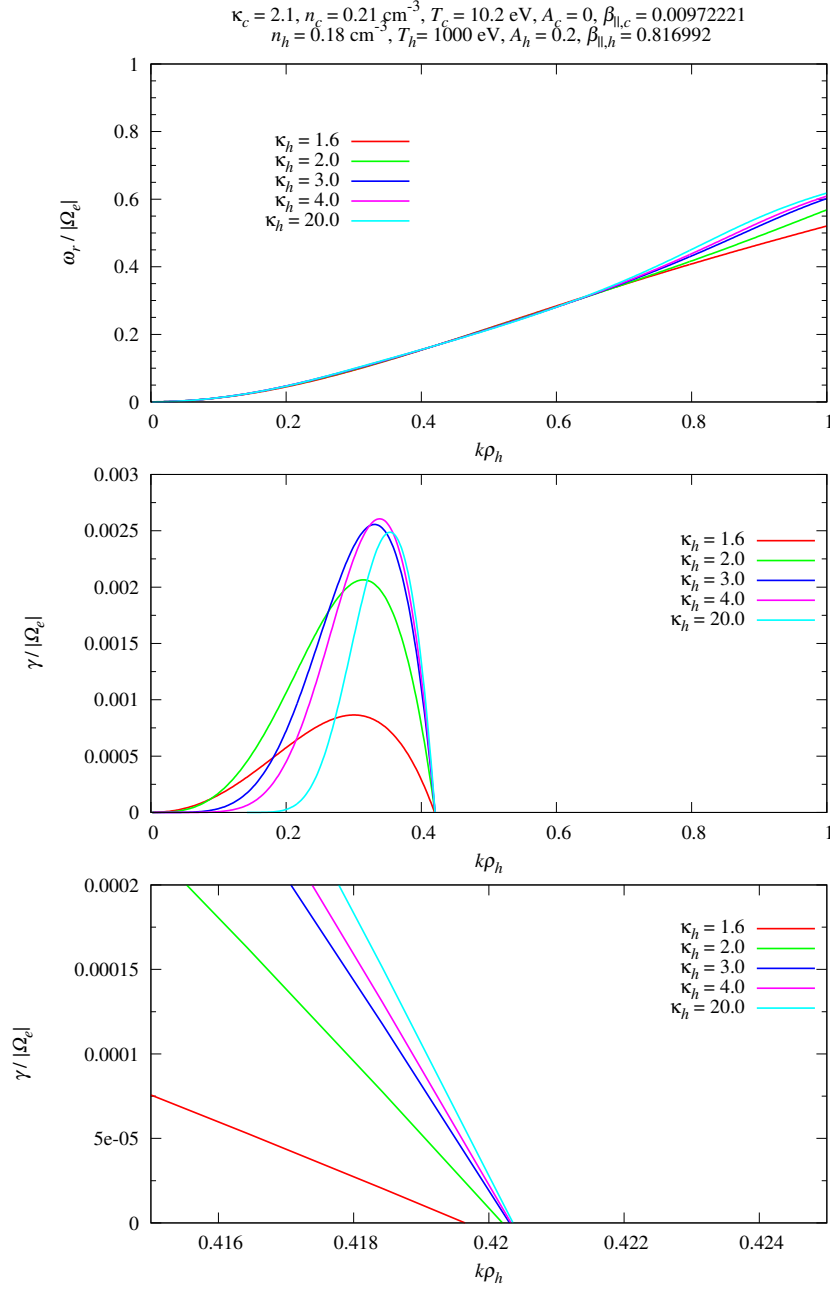 κc = 2.1, nc = 0.21 cm-3, Tc = 10.2 eV, Ac = 0, β||,c = 0.00972221
nh = 0.18 cm-3, Th= 1000 eV, Ah = 0.2, β||,h = 0.816992
1
0.8
0.6
0.4
0.2
0
ωr / |Ωe|
κh = 1.6
κh = 2.0
κh = 3.0
κh = 4.0
κh = 20.0
0 0.2 0.4 0.6 0.8 1
kρh
0.003
0.0025
0.002
0.0015
0.001
0.0005
0
γ / |Ωe|
κh = 1.6
κh = 2.0
κh = 3.0
κh = 4.0
κh = 20.0
0 0.2 0.4 0.6 0.8 1
kρh
0.0002
0.00015
0.0001
5e-05
0
γ / |Ωe|
κh = 1.6
κh = 2.0
κh = 3.0
κh = 4.0
κh = 20.0
0.416 0.418 0.42 0.422 0.424
kρh